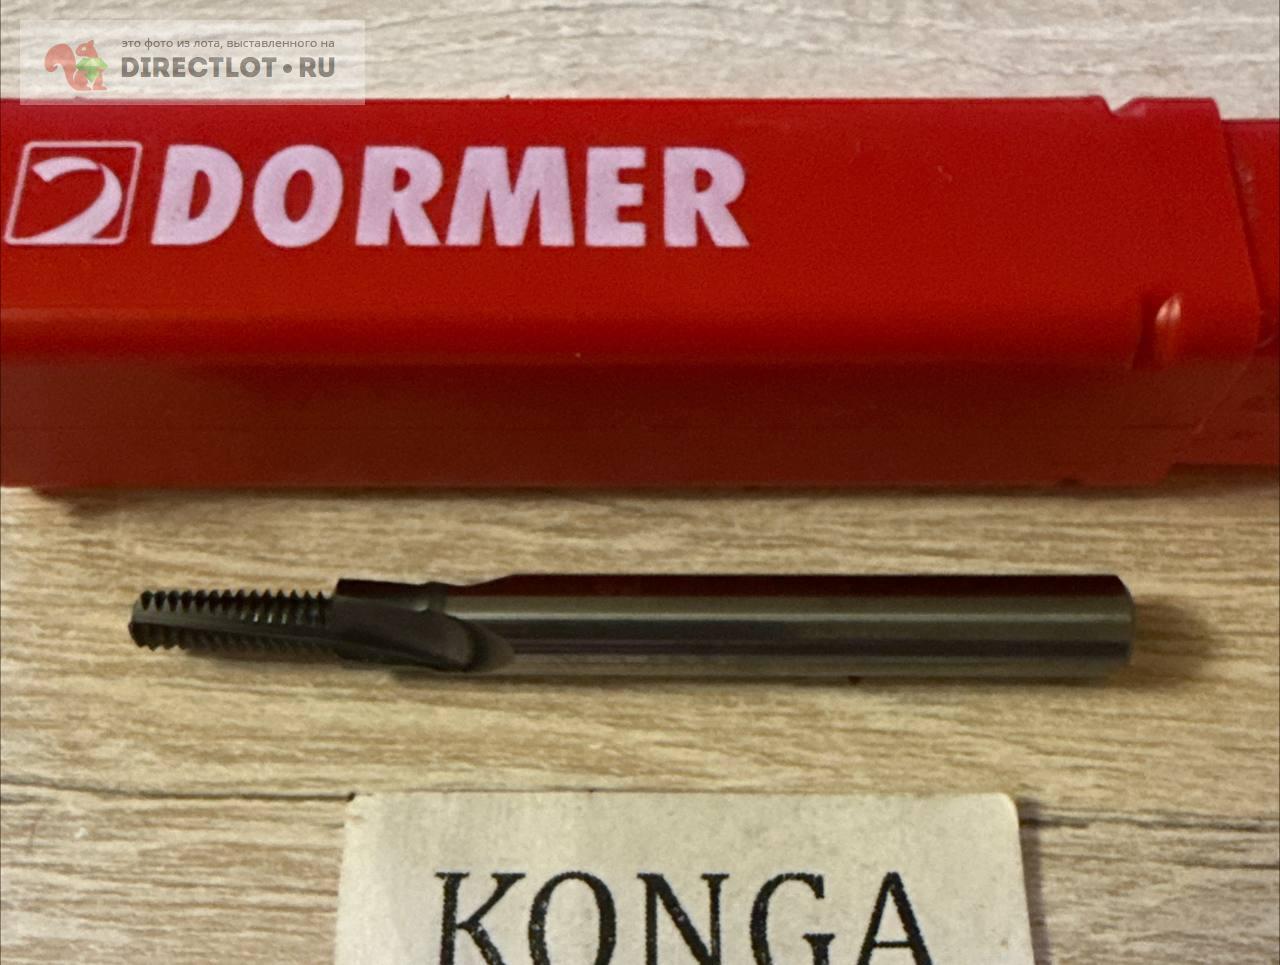 это фото из лота, выставленного на
DIRECTLOT • RU
DORMER
KONGA